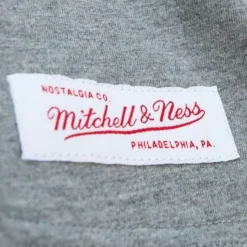 NOSTALGIA CO.
Mitchell & Ness
PHILADELPHIA, PA.